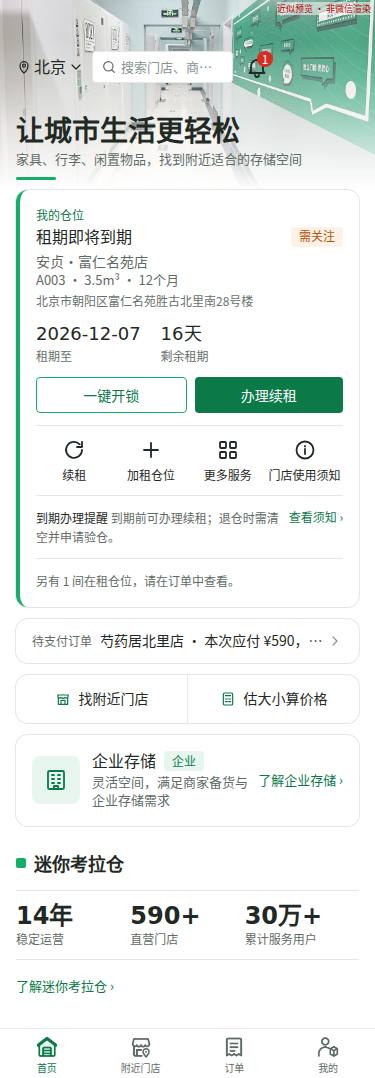 近似预览 · 非微信渲染
北京
搜索门店、商…
1
让城市生活更轻松
家具、行李、闲置物品，找到附近适合的存储空间
我的仓位
租期即将到期
需关注
安贞·富仁名苑店
A003 · 3.5m³ · 12个月
北京市朝阳区富仁名苑胜古北里南28号楼
2026-12-07 16天
租期至 剩余租期
一键开锁 办理续租
续租 加租仓位 更多服务 门店使用须知
到期办理提醒 到期前可办理续租；退仓时需清空并申请验仓。
查看须知 ›
另有 1 间在租仓位，请在订单中查看。
待支付订单 芍药居北里店 · 本次应付 ¥590，…
找附近门店 估大小算价格
企业存储 企业
灵活空间，满足商家备货与
企业存储需求
了解企业存储 ›
迷你考拉仓
14年 590+ 30万+
稳定运营 直营门店 累计服务用户
了解迷你考拉仓 ›
首页 附近门店 订单 我的